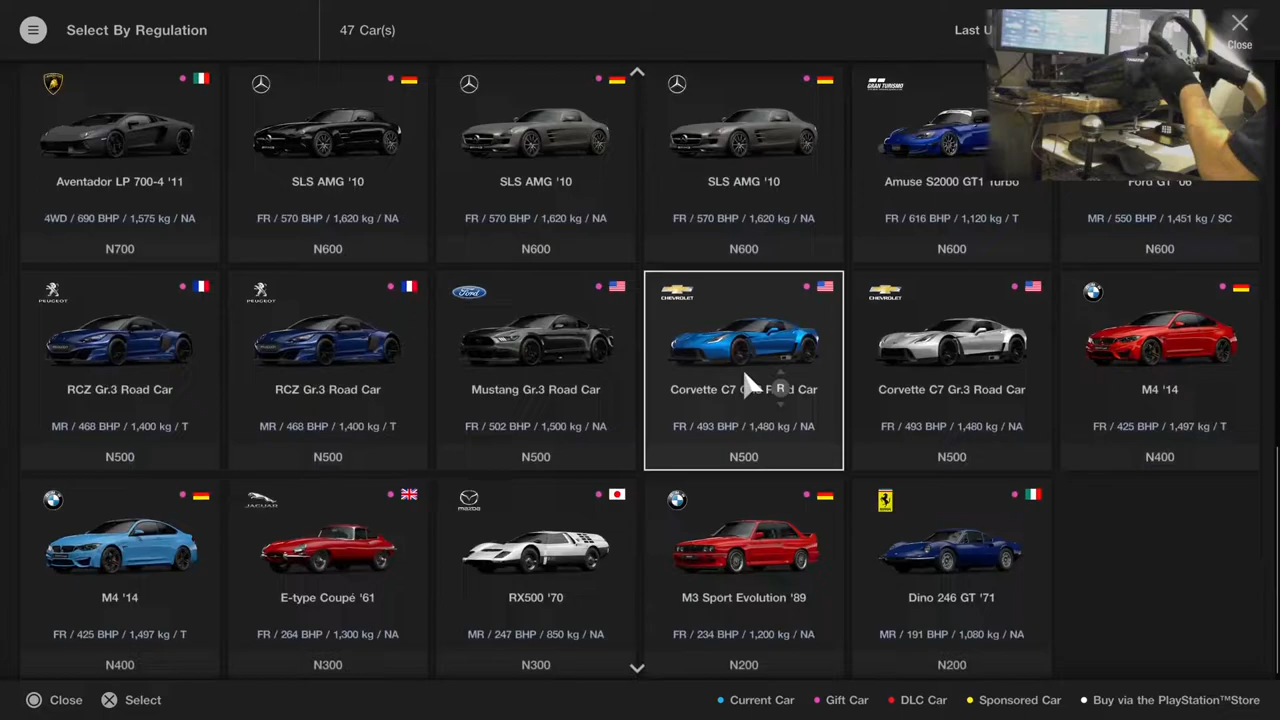 Select By Regulation
47 Car(s)
Last U
Close
Aventador LP 700-4 '11
4WD / 690 BHP / 1,575 kg / NA
N700
SLS AMG '10
FR / 570 BHP / 1,620 kg / NA
N600
SLS AMG '10
FR / 570 BHP / 1,620 kg / NA
N600
SLS AMG '10
FR / 570 BHP / 1,620 kg / NA
N600
GRAN TURISMO
Amuse S2000 GT1 Turbo
FR / 616 BHP / 1,120 kg / T
N600
Ford GT '06
MR / 550 BHP / 1,451 kg / SC
N600
PEUGEOT
RCZ Gr.3 Road Car
MR / 468 BHP / 1,400 kg / T
N500
PEUGEOT
RCZ Gr.3 Road Car
MR / 468 BHP / 1,400 kg / T
N500
Ford
Mustang Gr.3 Road Car
FR / 502 BHP / 1,500 kg / NA
N500
CHEVROLET
Corvette C7 Road Car
R
FR / 493 BHP / 1,480 kg / NA
N500
CHEVROLET
Corvette C7 Gr.3 Road Car
FR / 493 BHP / 1,480 kg / NA
N500
M4 '14
FR / 425 BHP / 1,497 kg / T
N400
M4 '14
FR / 425 BHP / 1,497 kg / T
N400
JAGUAR
E-type Coupé '61
FR / 264 BHP / 1,300 kg / NA
N300
mazda
RX500 '70
MR / 247 BHP / 850 kg / NA
N300
M3 Sport Evolution '89
FR / 234 BHP / 1,200 kg / NA
N200
Dino 246 GT '71
MR / 191 BHP / 1,080 kg / NA
N200
Close
Select
Current Car
Gift Car
DLC Car
Sponsored Car
Buy via the PlayStation™Store